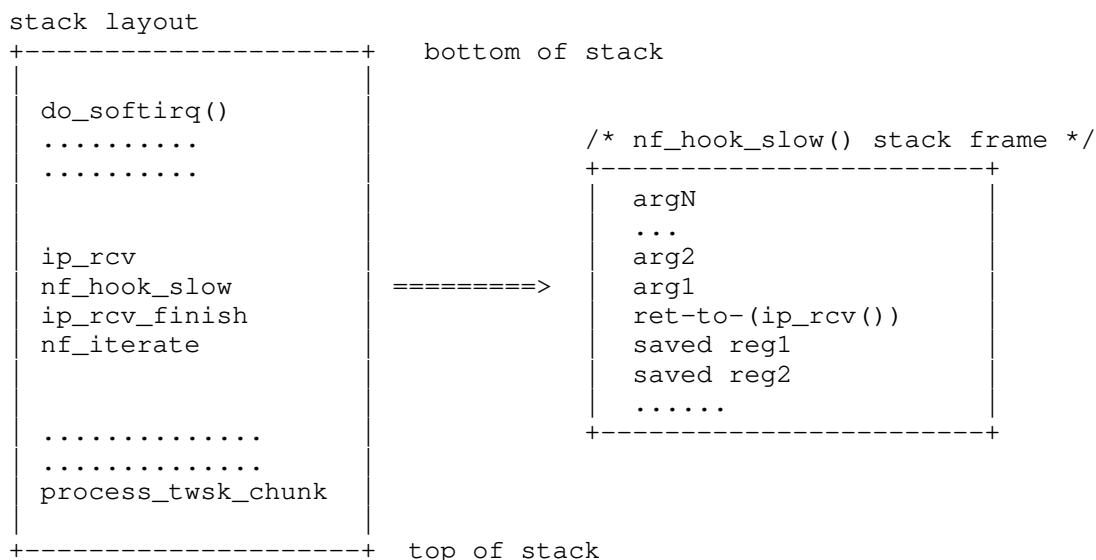 stack layout
+---------------------+ bottom of stack
| |
| do_softirq() |
| .......... | /* nf_hook_slow() stack frame */
| .......... | +------------------------+
| | | argN |
| | | ... |
| ip_rcv | | arg2 |
| nf_hook_slow | =========> | arg1 |
| ip_rcv_finish | | ret-to-(ip_rcv()) |
| nf_iterate | | saved reg1 |
| | | saved reg2 |
| | | ...... |
| .............. | +------------------------+
| .............. |
| process_twsk_chunk |
| |
+---------------------+ top of stack